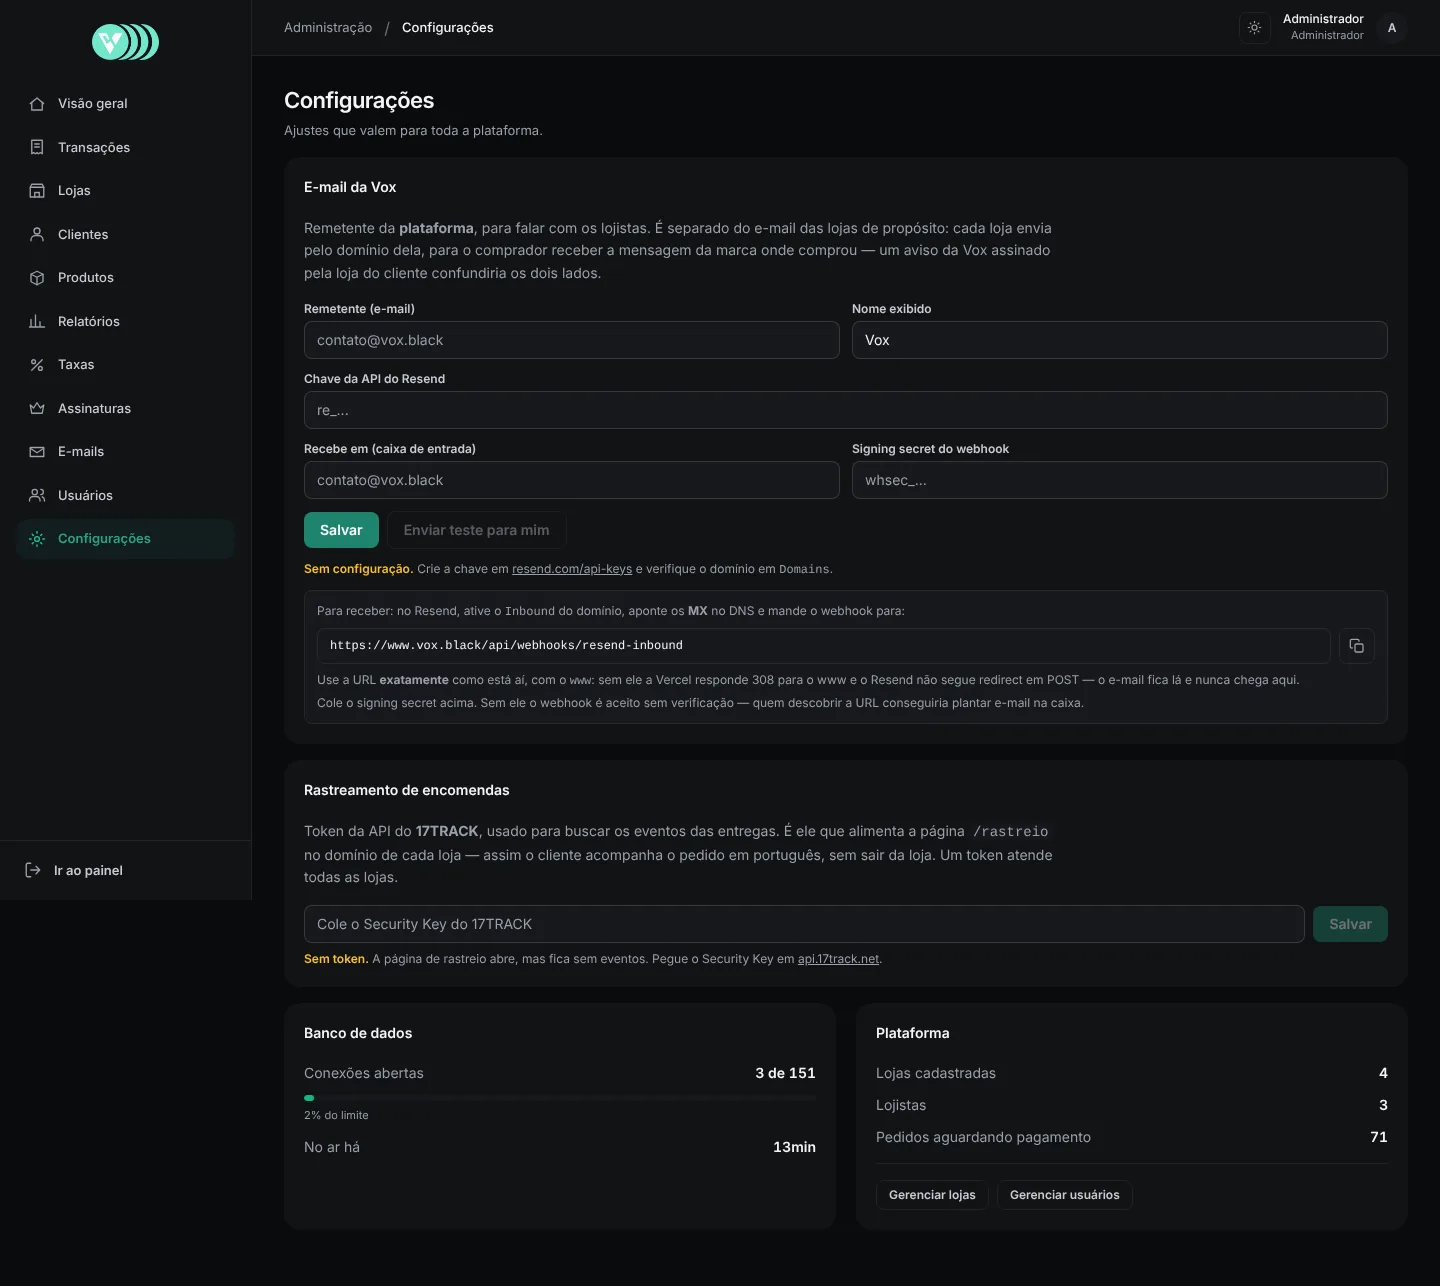 Administração / Configurações
Administrador
Administrador
A
Visão geral
Transações
Lojas
Clientes
Produtos
Relatórios
Taxas
Assinaturas
E-mails
Usuários
Configurações
Ir ao painel
Configurações
Ajustes que valem para toda a plataforma.
E-mail da Vox
Remetente da plataforma, para falar com os lojistas. É separado do e-mail das lojas de propósito: cada loja envia
pelo domínio dela, para o comprador receber a mensagem da marca onde comprou — um aviso da Vox assinado
pela loja do cliente confundiria os dois lados.
Remetente (e-mail)
contato@vox.black
Nome exibido
Vox
Chave da API do Resend
re_...
Recebe em (caixa de entrada)
contato@vox.black
Signing secret do webhook
whsec_...
Salvar
Enviar teste para mim
Sem configuração. Crie a chave em resend.com/api-keys e verifique o domínio em Domains.
Para receber: no Resend, ative o Inbound do domínio, aponte os MX no DNS e mande o webhook para:
https://www.vox.black/api/webhooks/resend-inbound
Use a URL exatamente como está aí, com o www: sem ele a Vercel responde 308 para o www e o Resend não segue redirect em POST — o e-mail fica lá e nunca chega aqui.
Cole o signing secret acima. Sem ele o webhook é aceito sem verificação — quem descobrir a URL conseguiria plantar e-mail na caixa.
Rastreamento de encomendas
Token da API do 17TRACK, usado para buscar os eventos das entregas. É ele que alimenta a página /rastreio
no domínio de cada loja — assim o cliente acompanha o pedido em português, sem sair da loja. Um token atende
todas as lojas.
Cole o Security Key do 17TRACK
Salvar
Sem token. A página de rastreio abre, mas fica sem eventos. Pegue o Security Key em api.17track.net.
Banco de dados
Conexões abertas 3 de 151
2% do limite
No ar há 13min
Plataforma
Lojas cadastradas 4
Lojistas 3
Pedidos aguardando pagamento 71
Gerenciar lojas
Gerenciar usuários